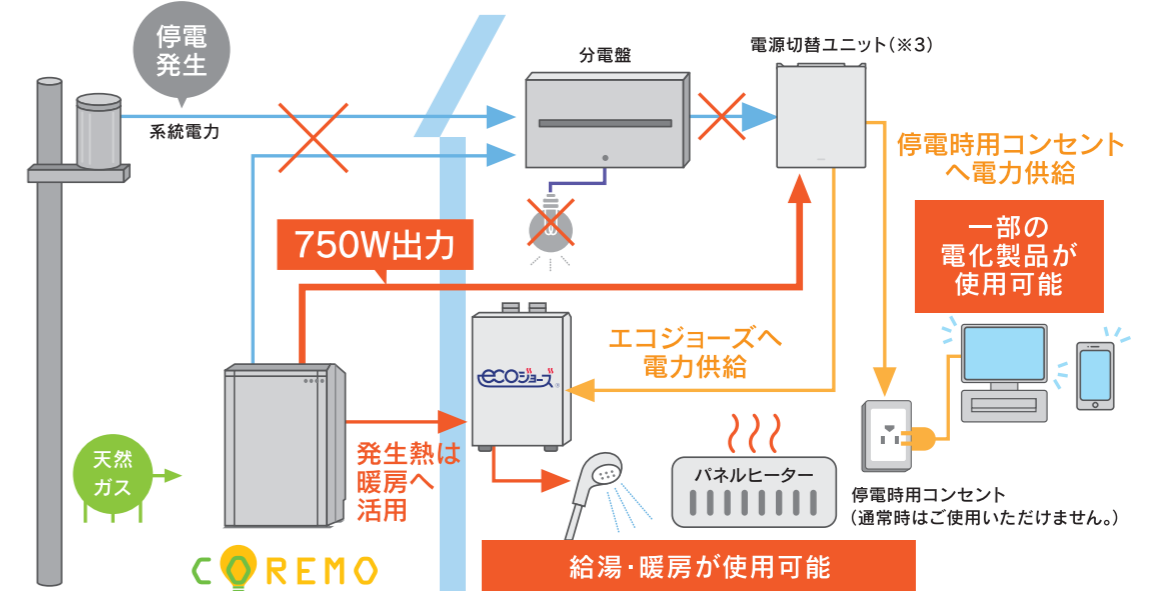 停電
発生
系統電力
分電盤
電源切替ユニット(※3)
停電時用コンセント
へ電力供給
一部の
電化製品が
使用可能
750W出力
エコジョーズへ
電力供給
ecoジョーズ
天然
ガス
発生熱は
暖房へ
活用
パネルヒーター
停電時用コンセント
(通常時はご使用いただけません。)
COREMO
給湯・暖房が使用可能